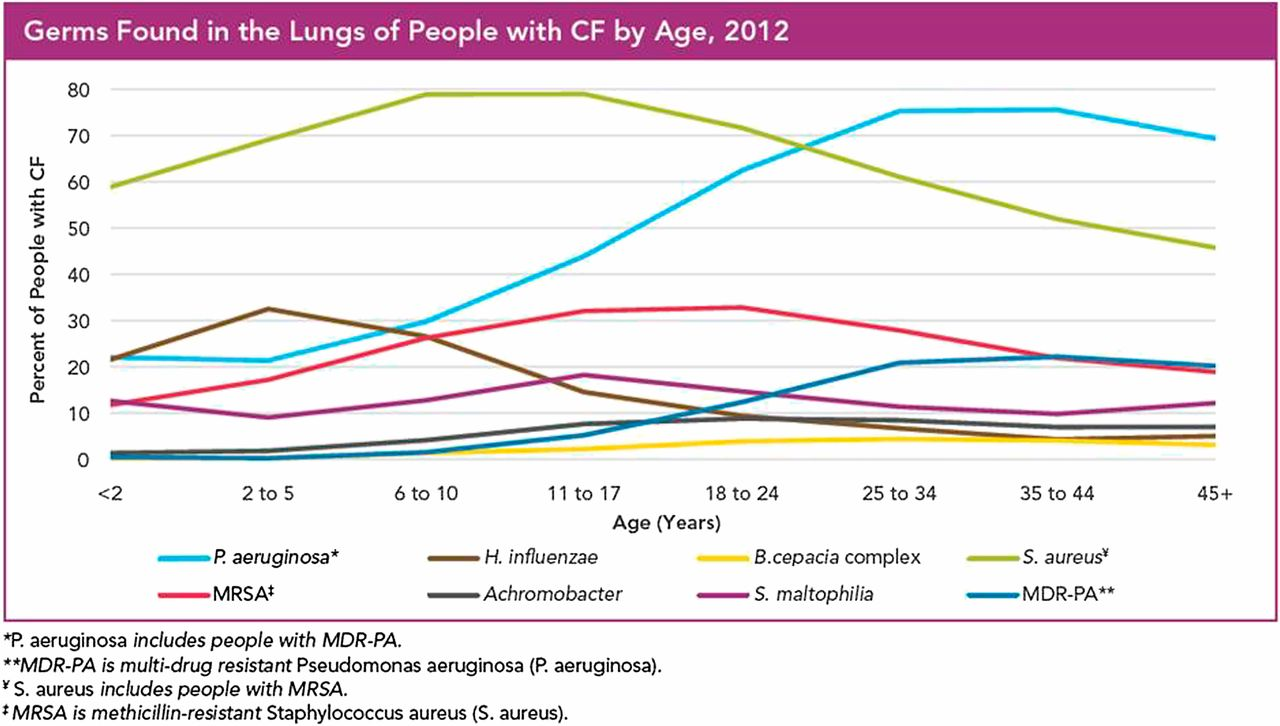 Germs Found in the Lungs of People with CF by Age, 2012
Percent of People with CF
80
70
60
50
40
30
20
10
0
<2 2 to 5 6 to 10 11 to 17 18 to 24 25 to 34 35 to 44 45+
Age (Years)
P. aeruginosa* H. influenzae B.cepacia complex S. aureus¥
MRSA‡ Achromobacter S. maltophilia MDR-PA**
*P. aeruginosa includes people with MDR-PA.
**MDR-PA is multi-drug resistant Pseudomonas aeruginosa (P. aeruginosa).
¥ S. aureus includes people with MRSA.
‡ MRSA is methicillin-resistant Staphylococcus aureus (S. aureus).